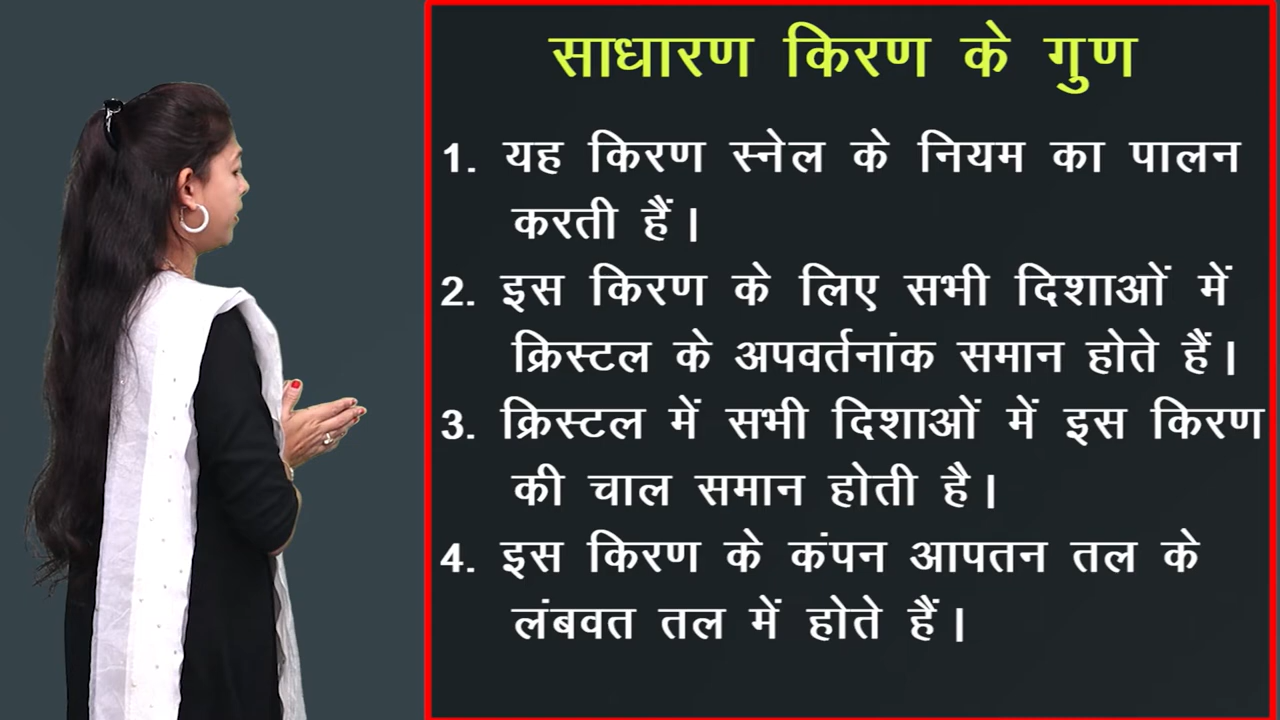 साधारण किरण के गुण
1. यह किरण स्नेल के नियम का पालन
करती हैं।
2. इस किरण के लिए सभी दिशाओं में
क्रिस्टल के अपवर्तनांक समान होते हैं।
3. क्रिस्टल में सभी दिशाओं में इस किरण
की चाल समान होती है।
4. इस किरण के कंपन आपतन तल के
लंबवत तल में होते हैं।